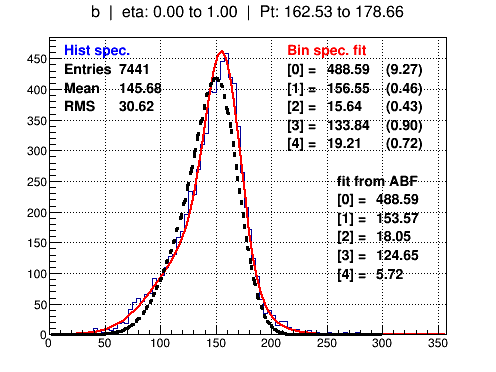 b | eta: 0.00 to 1.00 | Pt: 162.53 to 178.66
Hist spec.
Entries 7441
Mean 145.68
RMS 30.62
Bin spec. fit
[0] = 488.59 (9.27)
[1] = 156.55 (0.46)
[2] = 15.64 (0.43)
[3] = 133.84 (0.90)
[4] = 19.21 (0.72)
fit from ABF
[0] = 488.59
[1] = 153.57
[2] = 18.05
[3] = 124.65
[4] = 5.72
450
400
350
300
250
200
150
100
50
0
0 50 100 150 200 250 300 350